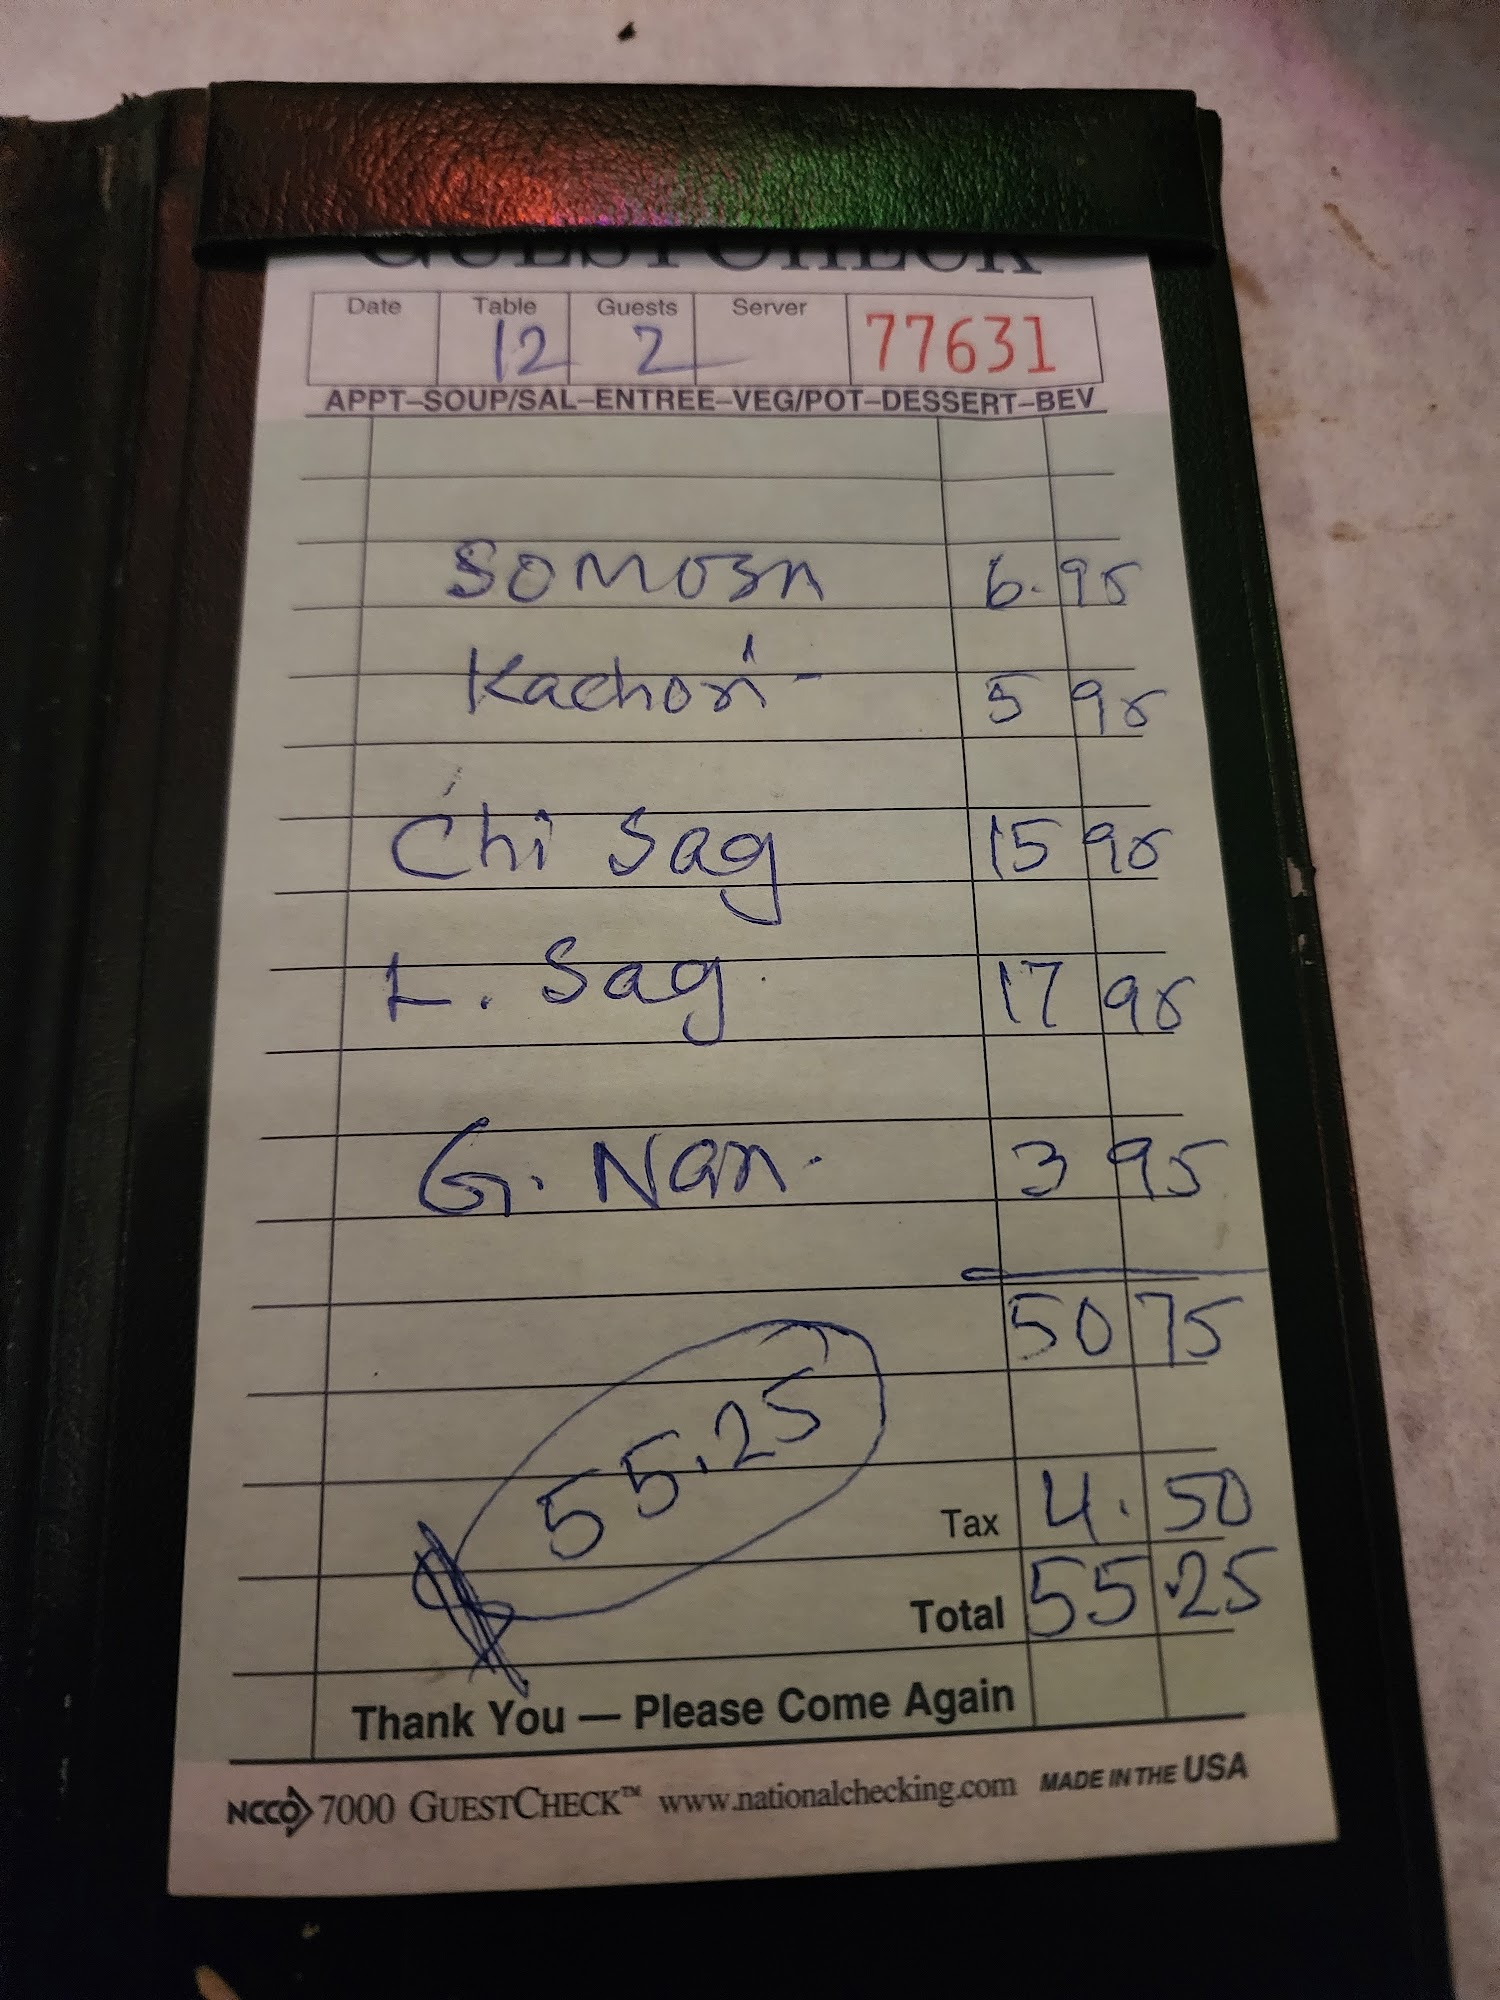 GUESTCHECK
Date Table Guests Server
12 2 77631
APPT–SOUP/SAL–ENTREE–VEG/POT–DESSERT–BEV
Somosa 6.95
Kachori - 5 95
Chi Sag 15 95
L. Sag 17 95
G. Nan. 3 95
50 75
55.25
Tax 4.50
Total 55.25
Thank You — Please Come Again
NCCO 7000 GUESTCHECK™ www.nationalchecking.com MADE IN THE USA